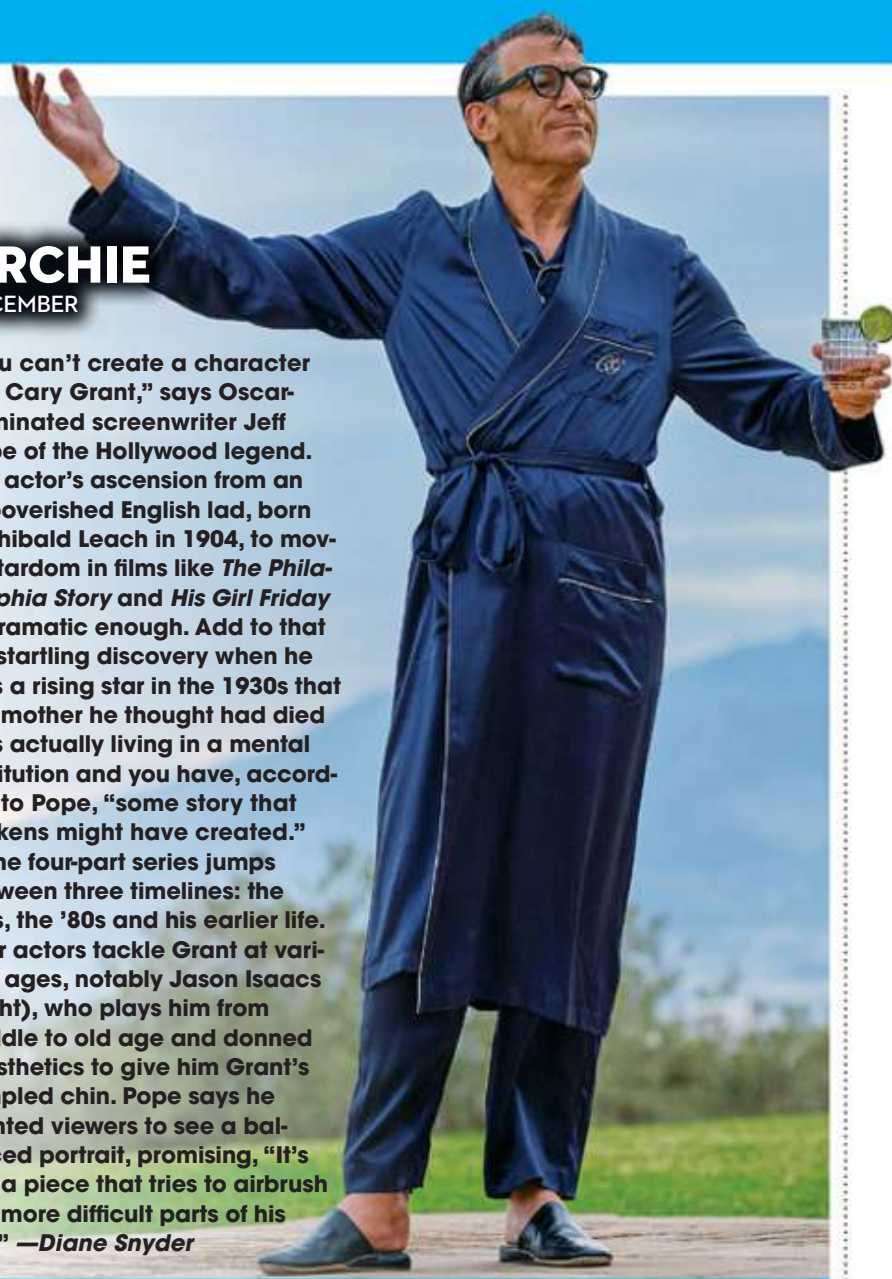 RCHIE
CEMBER
u can’t create a character
Cary Grant,” says Oscar-
minated screenwriter Jeff
pe of the Hollywood legend.
actor’s ascension from an
overished English lad, born
hibald Leach in 1904, to mov-
tardom in films like The Phila-
phia Story and His Girl Friday
ramatic enough. Add to that
startling discovery when he
s a rising star in the 1930s that
mother he thought had died
s actually living in a mental
titution and you have, accord-
to Pope, “some story that
kens might have created.”
he four-part series jumps
ween three timelines: the
s, the ’80s and his earlier life.
r actors tackle Grant at vari-
ages, notably Jason Isaacs
ht), who plays him from
ddle to old age and donned
sthetics to give him Grant’s
pled chin. Pope says he
nted viewers to see a bal-
ced portrait, promising, “It’s
a piece that tries to airbrush
more difficult parts of his
” —Diane Snyder